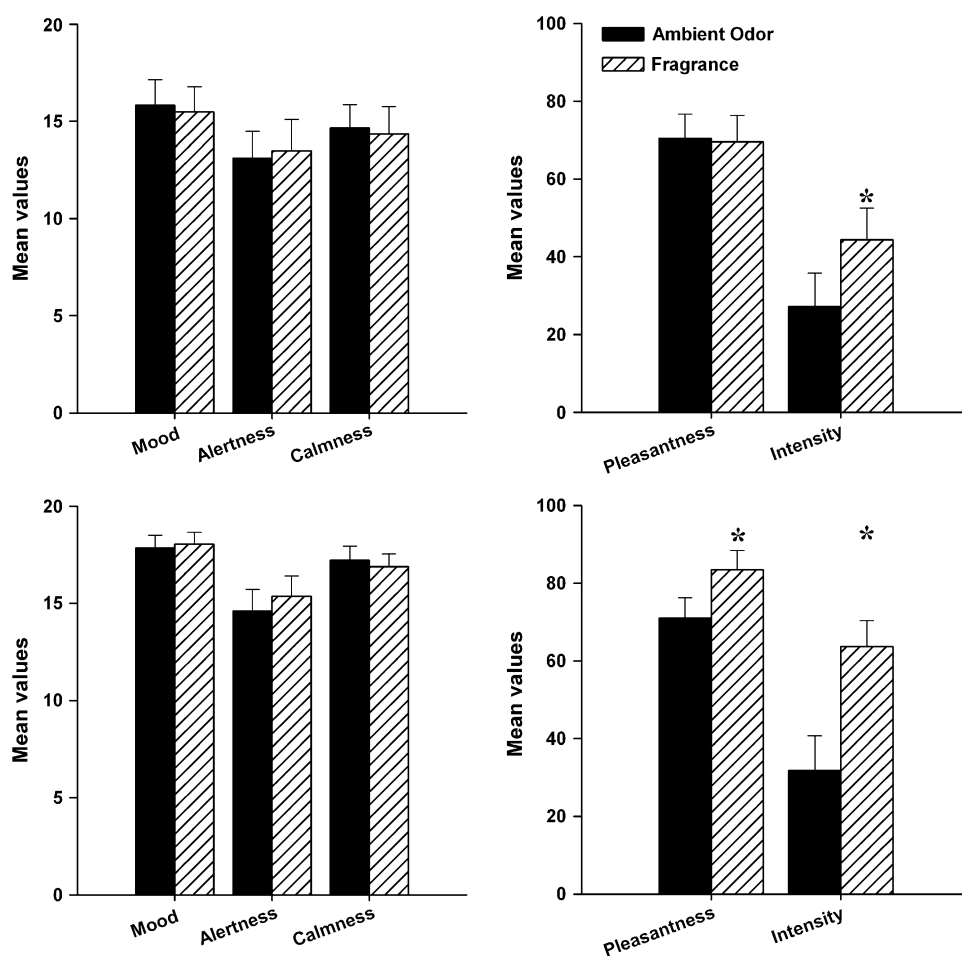 20
15
10
5
0
Mean values
Mood
Alertness
Calmness
100
80
60
40
20
0
Mean values
Ambient Odor
Fragrance
*
Pleasantness
Intensity
20
15
10
5
0
Mean values
Mood
Alertness
Calmness
100
80
60
40
20
0
Mean values
* *
Pleasantness
Intensity